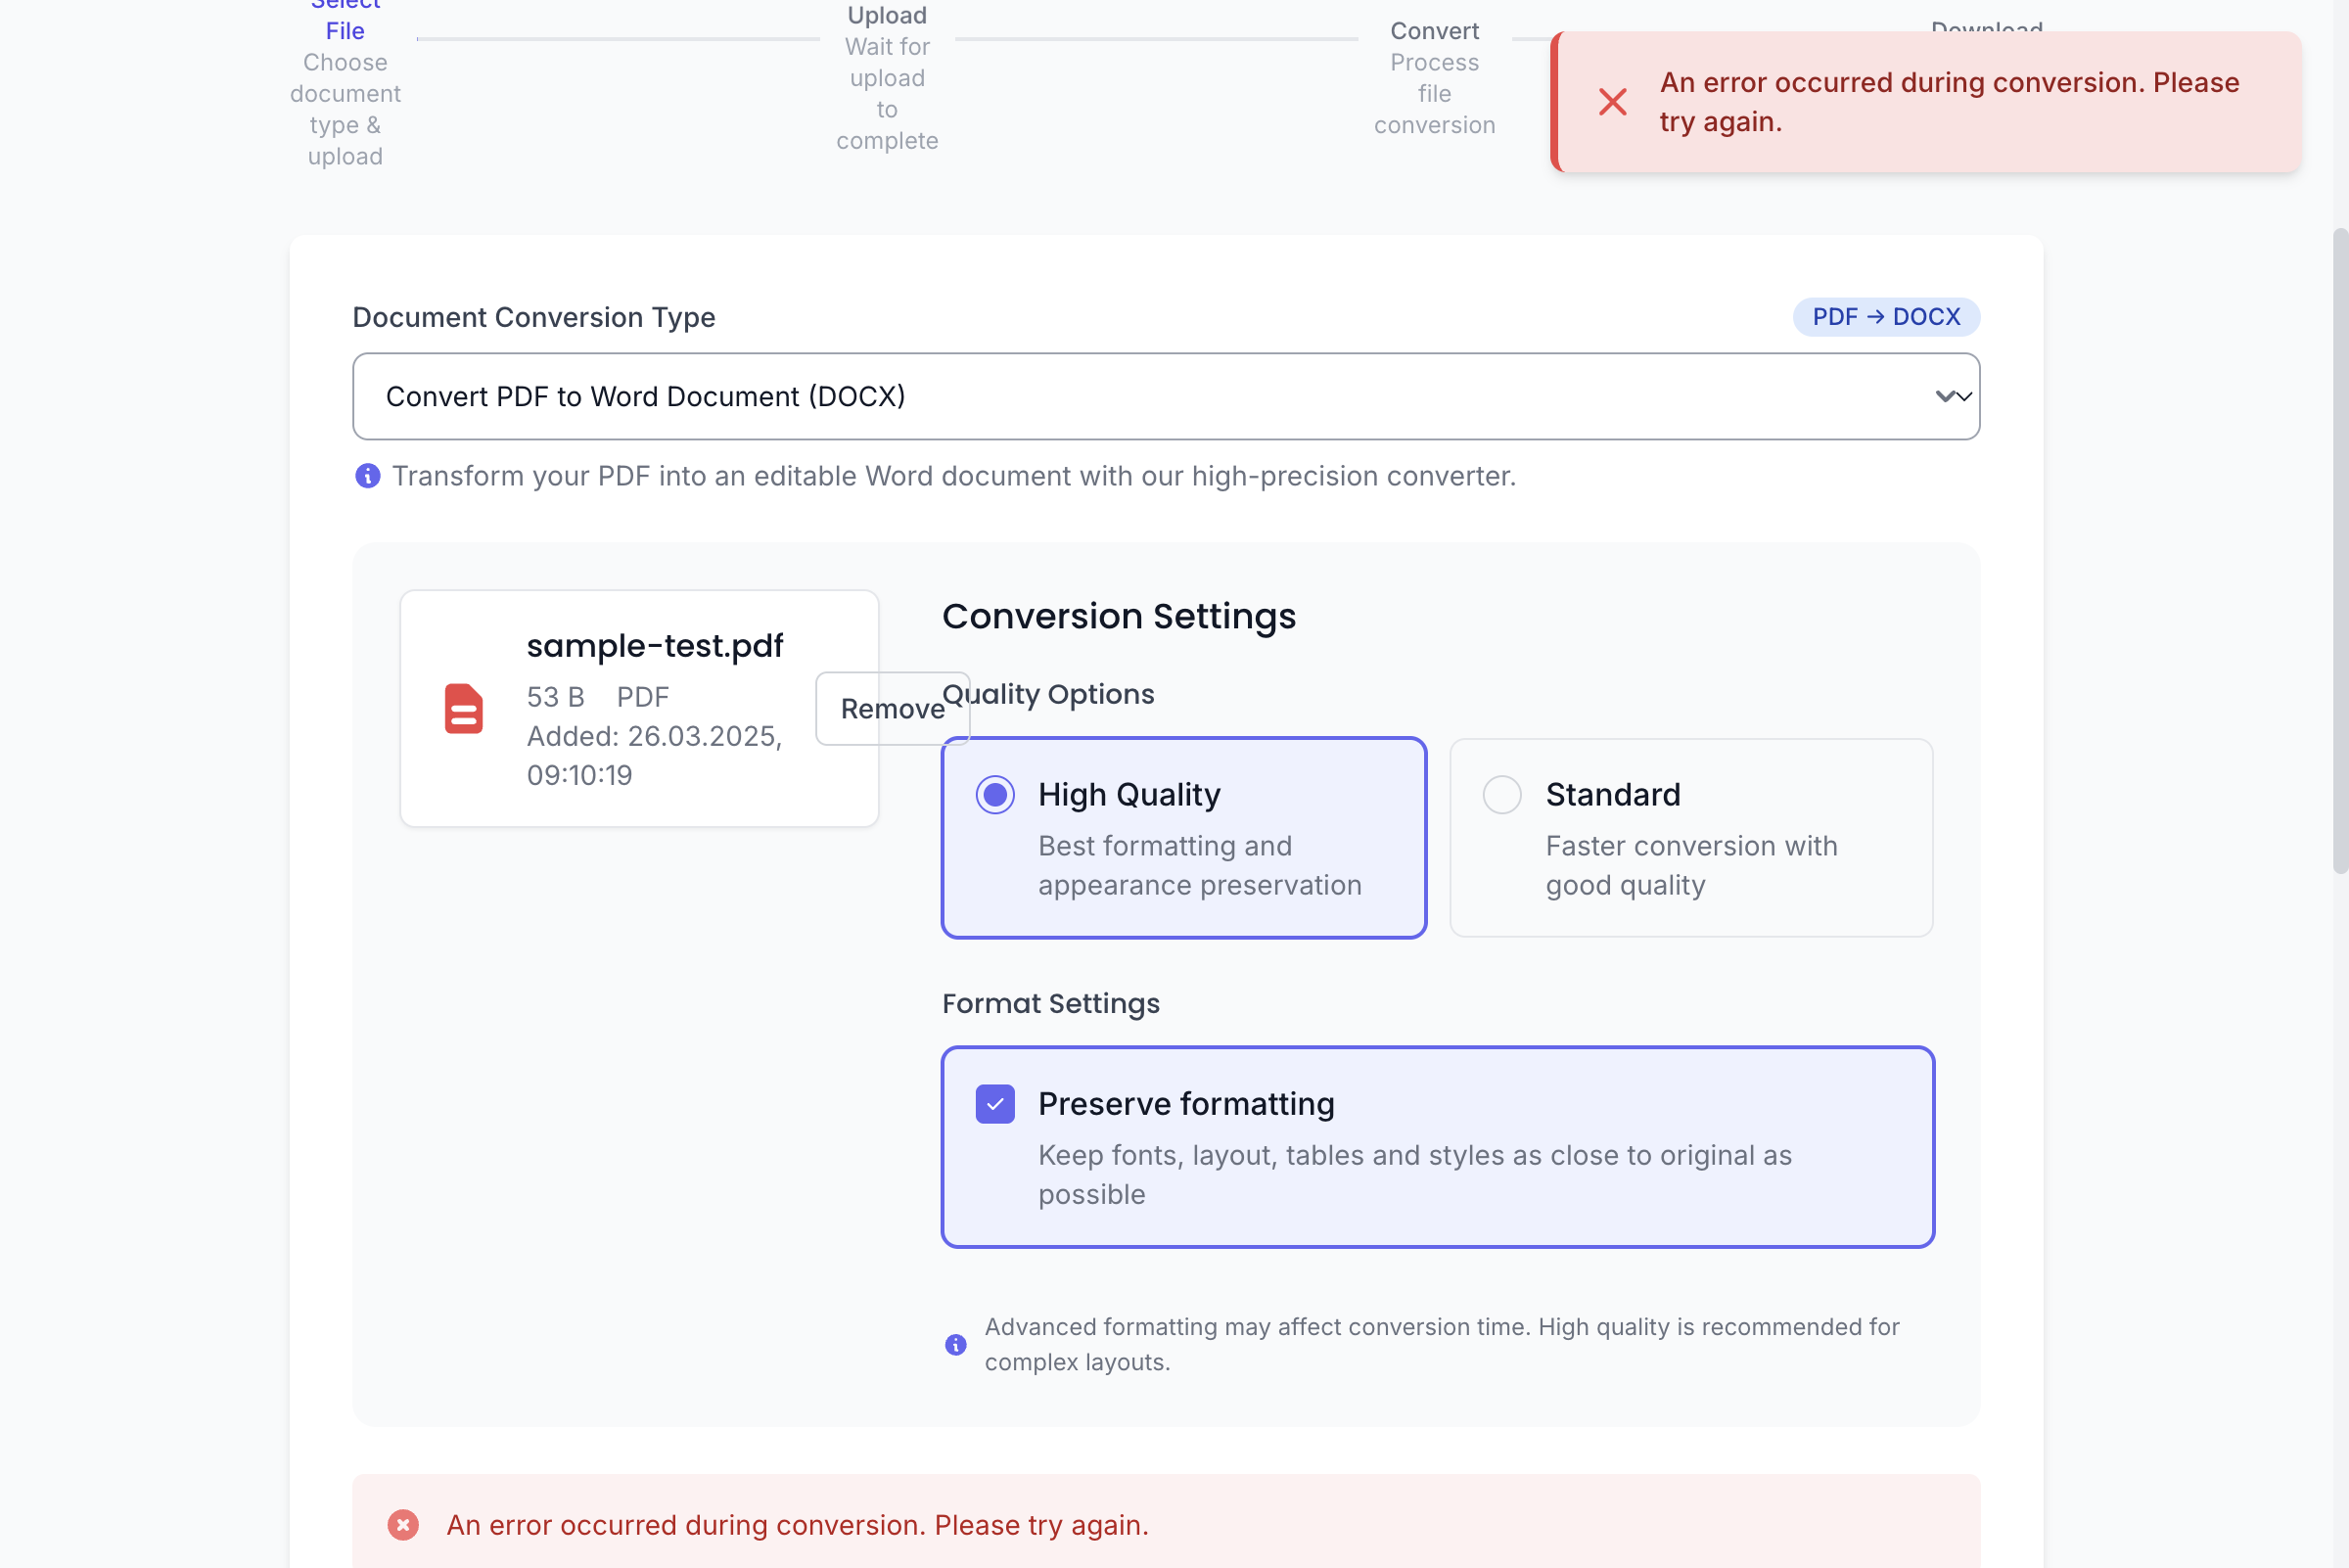 Select
File
Choose
document
type &
upload
Upload
Wait for
upload
to
complete
Convert
Process
file
conversion
Download
An error occurred during conversion. Please
try again.
Document Conversion Type
PDF → DOCX
Convert PDF to Word Document (DOCX)
Transform your PDF into an editable Word document with our high-precision converter.
sample-test.pdf
53 B PDF
Added: 26.03.2025,
09:10:19
Remove
Conversion Settings
Quality Options
High Quality
Best formatting and
appearance preservation
Standard
Faster conversion with
good quality
Format Settings
Preserve formatting
Keep fonts, layout, tables and styles as close to original as
possible
Advanced formatting may affect conversion time. High quality is recommended for
complex layouts.
An error occurred during conversion. Please try again.